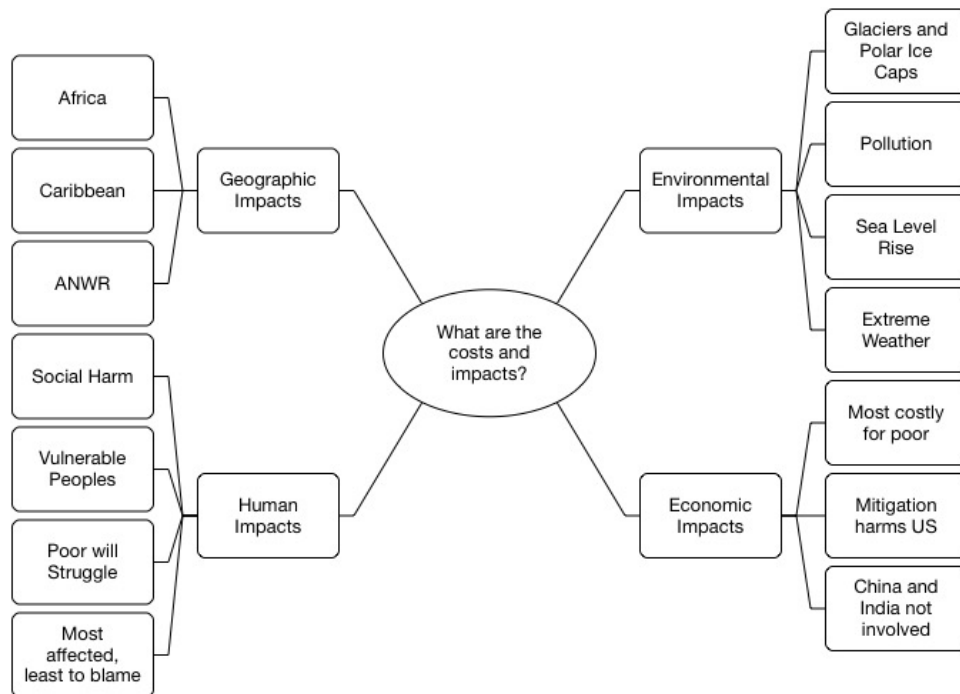 Africa
Caribbean
ANWR
Geographic
Impacts
Social Harm
Vulnerable
Peoples
Poor will
Struggle
Most
affected,
least to blame
Human
Impacts
What are the
costs and
impacts?
Environmental
Impacts
Glaciers and
Polar Ice
Caps
Pollution
Sea Level
Rise
Extreme
Weather
Economic
Impacts
Most costly
for poor
Mitigation
harms US
China and
India not
involved